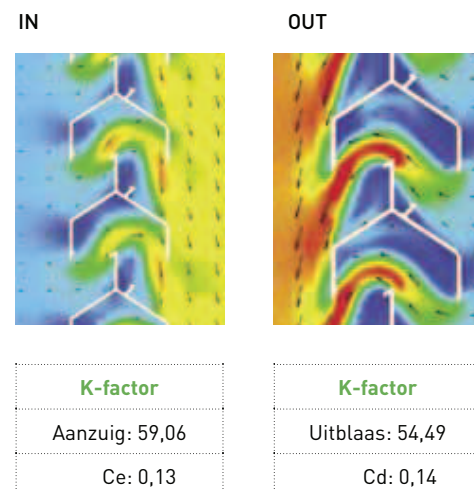 IN
OUT
K-factor
Aanzuig: 59,06
Ce: 0,13
K-factor
Uitblaas: 54,49
Cd: 0,14